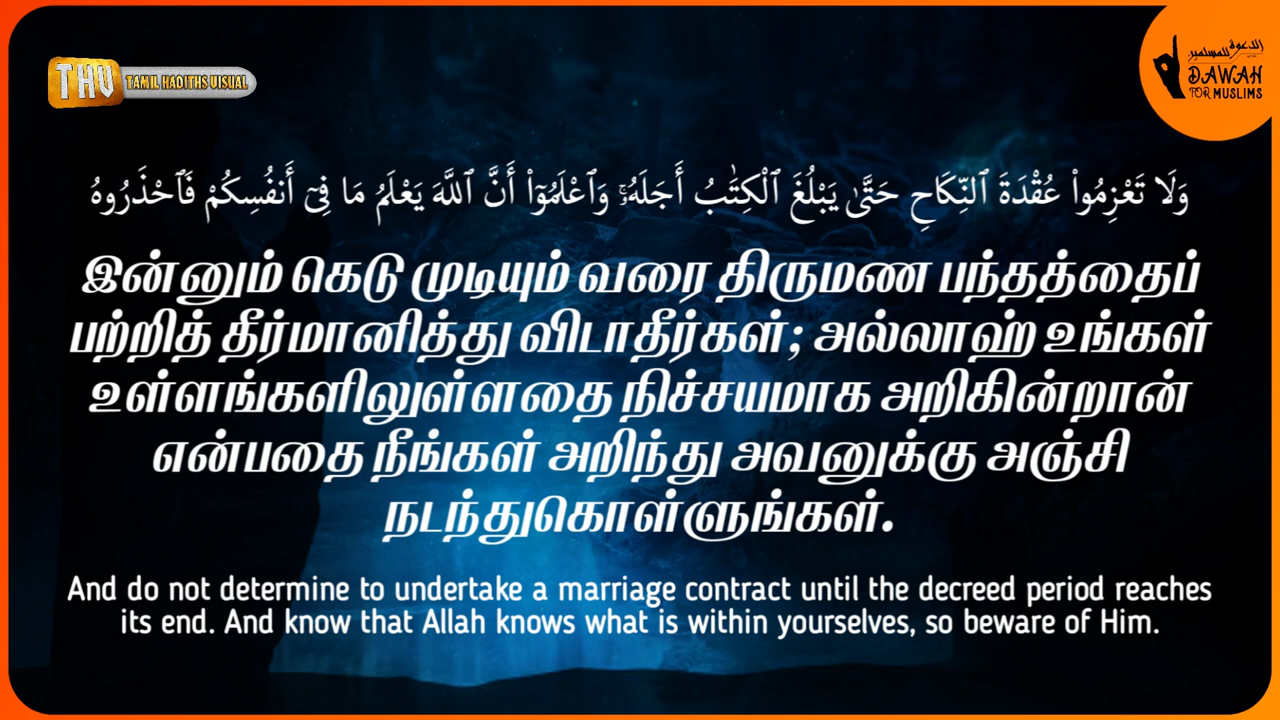 THV TAMIL HADITHS VISUAL
الدعوة للمسلمين
DAWAH
FOR MUSLIMS
وَلَا تَعْزِمُوا۟ عُقْدَةَ ٱلنِّكَاحِ حَتَّىٰ يَبْلُغَ ٱلْكِتَٰبُ أَجَلَهُۥ ۚ وَٱعْلَمُوٓا۟ أَنَّ ٱللَّهَ يَعْلَمُ مَا فِىٓ أَنفُسِكُمْ فَٱحْذَرُوهُ
இன்னும் கெடு முடியும் வரை திருமண பந்தத்தைப்
பற்றித் தீர்மானித்து விடாதீர்கள்; அல்லாஹ் உங்கள்
உள்ளங்களிலுள்ளதை நிச்சயமாக அறிகின்றான்
என்பதை நீங்கள் அறிந்து அவனுக்கு அஞ்சி
நடந்துகொள்ளுங்கள்.
And do not determine to undertake a marriage contract until the decreed period reaches
its end. And know that Allah knows what is within yourselves, so beware of Him.